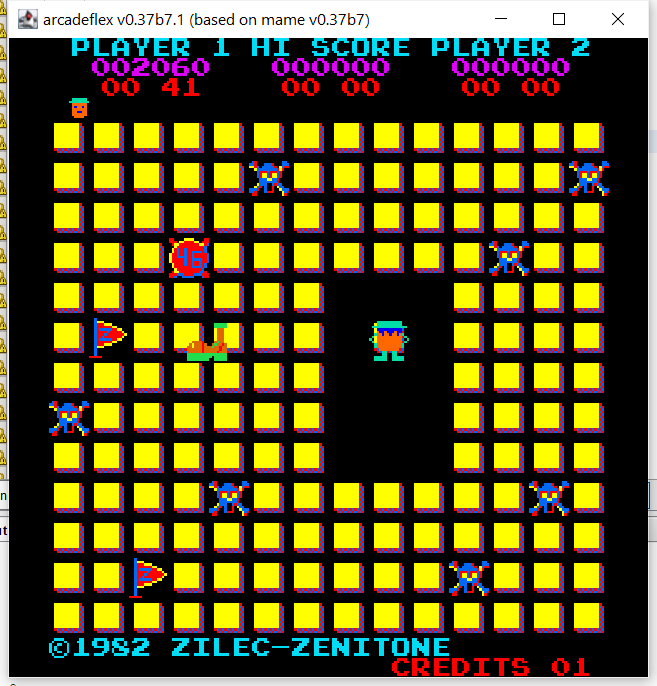 arcadeflex v0.37b7.1 (based on mame v0.37b7)
PLAYER 1 HI SCORE PLAYER 2
002060 000000 000000
00 41 00 00 00 00
46
Z
Z
©1982 ZILEC-ZENITONE
CREDITS 01